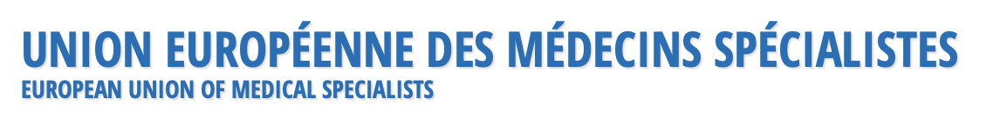 UNION EUROPÉENNE DES MÉDECINS SPÉCIALISTES
EUROPEAN UNION OF MEDICAL SPECIALISTS